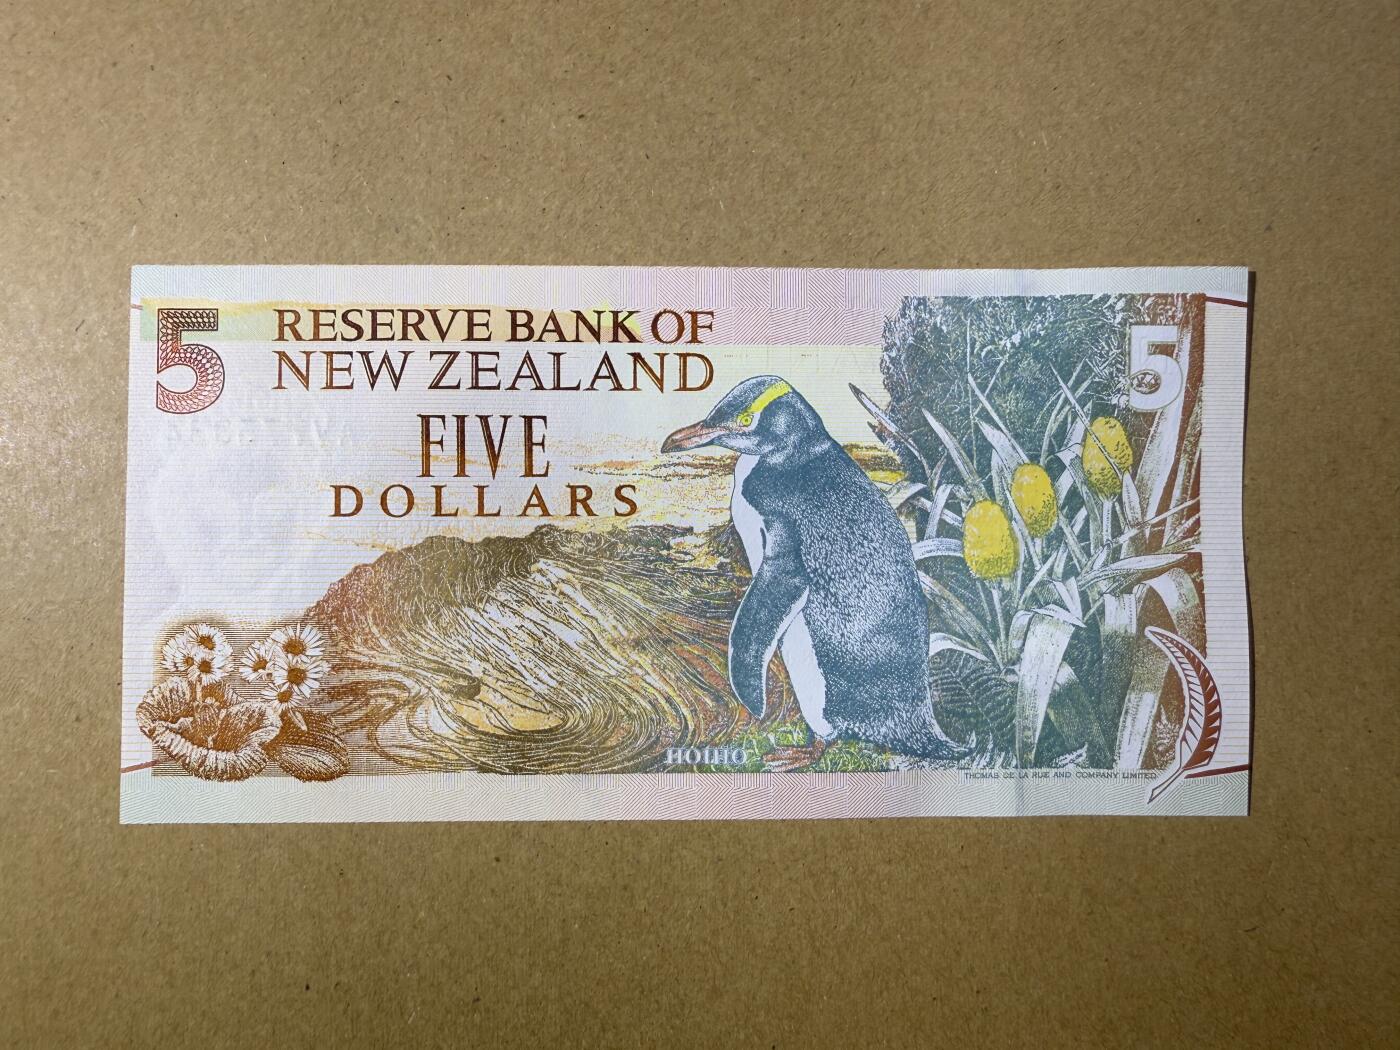 5
RESERVE BANK OF
NEW ZEALAND
FIVE
DOLLARS
5
HOIHO
THOMAS DE LA RUE AND COMPANY LIMITED